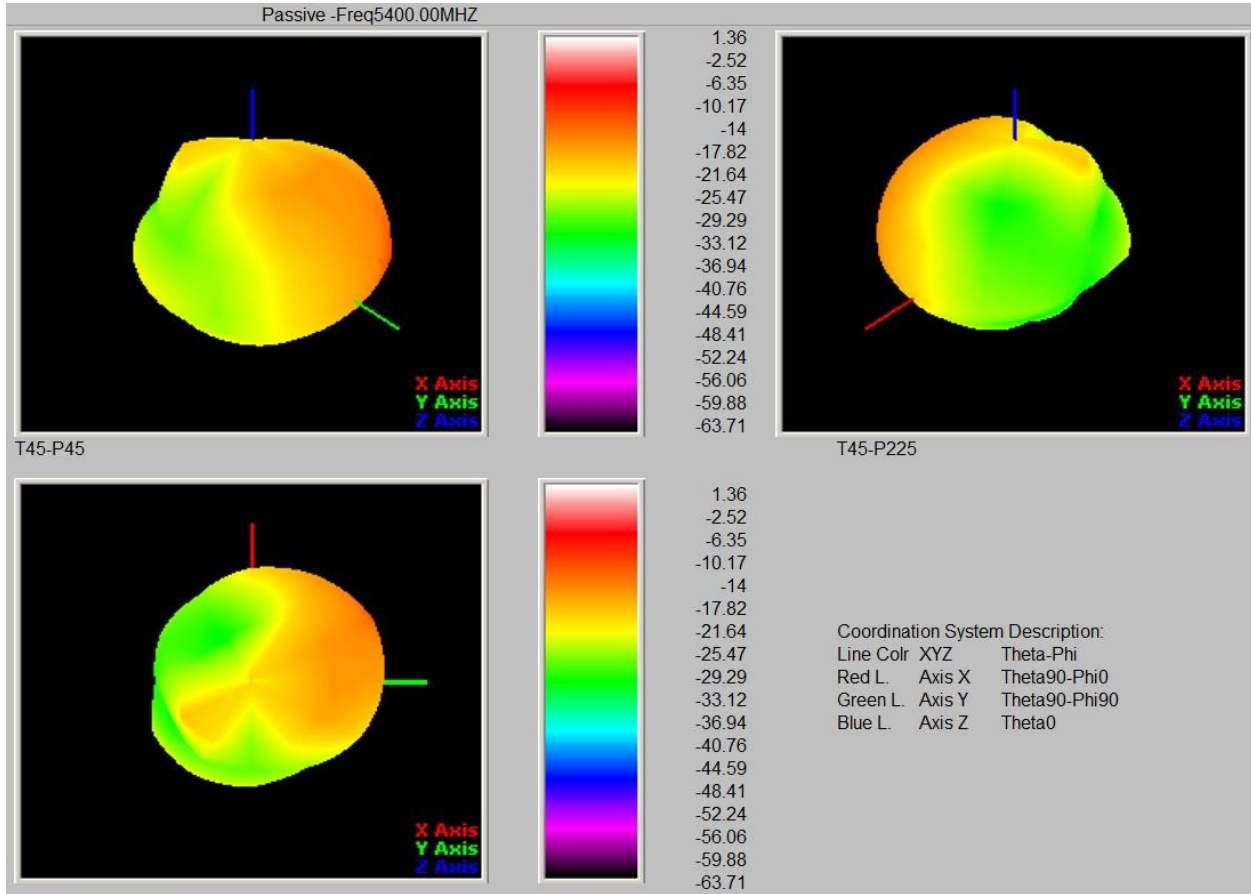 Passive -Freq5400.00MHZ
1.36
-2.52
-6.35
-10.17
-14
-17.82
-21.64
-25.47
-29.29
-33.12
-36.94
-40.76
-44.59
-48.41
-52.24
-56.06
-59.88
-63.71
X Axis
Y Axis
Z Axis
X Axis
Y Axis
Z Axis
T45-P45
T45-P225
1.36
-2.52
-6.35
-10.17
-14
-17.82
-21.64
-25.47
-29.29
-33.12
-36.94
-40.76
-44.59
-48.41
-52.24
-56.06
-59.88
-63.71
X Axis
Y Axis
Z Axis
Coordination System Description:
Line Colr XYZ Theta-Phi
Red L. Axis X Theta90-Phi0
Green L. Axis Y Theta90-Phi90
Blue L. Axis Z Theta0